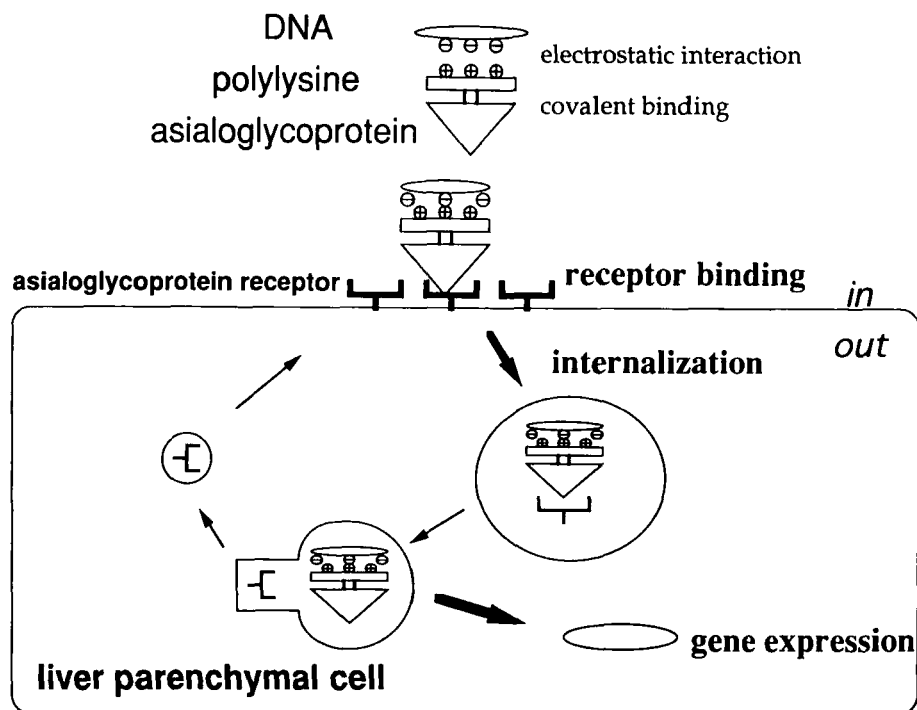 DNA
electrostatic interaction
polylysine
covalent binding
asialoglycoprotein
asialoglycoprotein receptor
receptor binding
in
out
internalization
gene expression
liver parenchymal cell